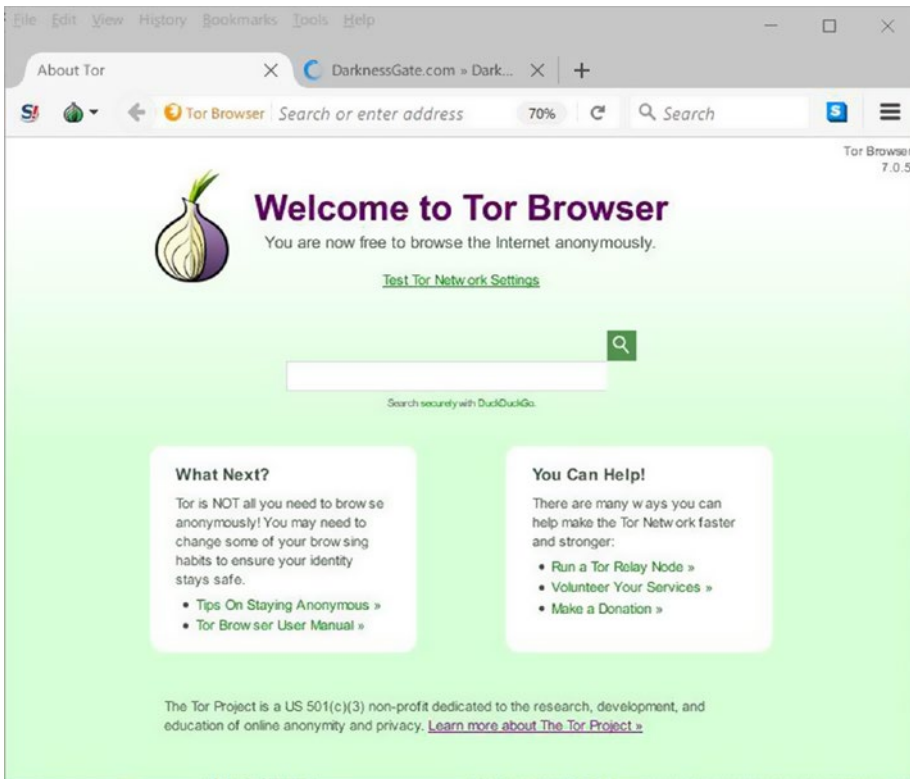 File Edit View History Bookmarks Tools Help
About Tor
DarknessGate.com » Dark...
Tor Browser Search or enter address 70% Search
Tor Browser
7.0.5
Welcome to Tor Browser
You are now free to browse the Internet anonymously.
Test Tor Network Settings
Search securely with DuckDuckGo.
What Next?
Tor is NOT all you need to browse
anonymously! You may need to
change some of your browsing
habits to ensure your identity
stays safe.
• Tips On Staying Anonymous »
• Tor Browser User Manual »
You Can Help!
There are many ways you can
help make the Tor Network faster
and stronger:
• Run a Tor Relay Node »
• Volunteer Your Services »
• Make a Donation »
The Tor Project is a US 501(c)(3) non-profit dedicated to the research, development, and
education of online anonymity and privacy. Learn more about The Tor Project »